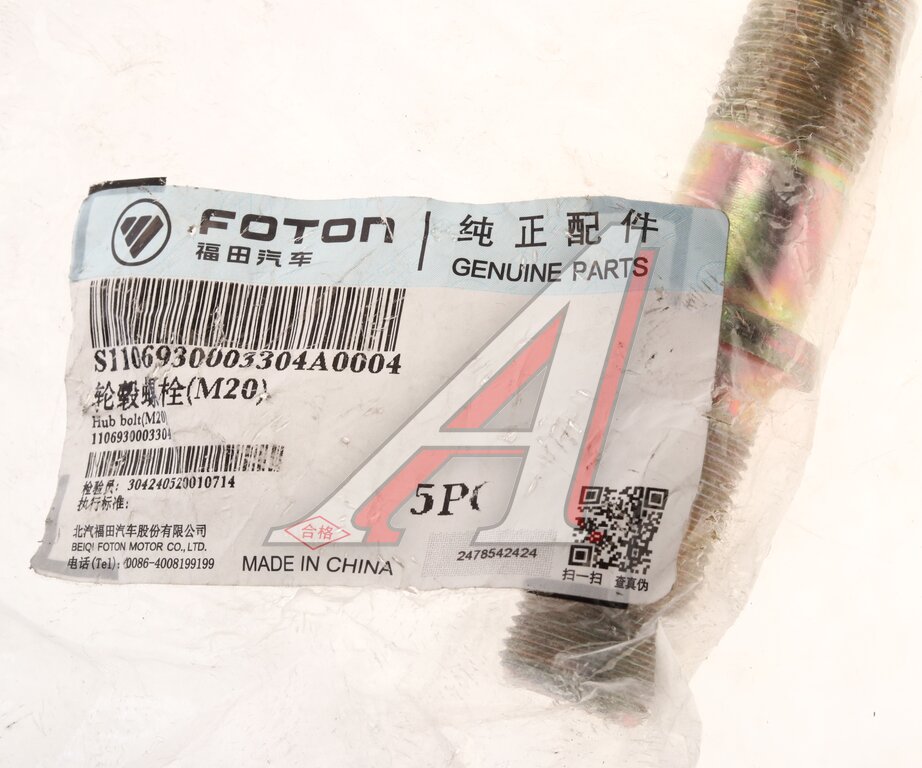 FOTON
福田汽车
纯正配件
GENUINE PARTS
S1106930003304A0004
轮毂螺栓(M20)
Hub bolt(M20)
1106930003304
检验员: 304240520010714
执行标准:
5P
北汽福田汽车股份有限公司
BEIQI FOTON MOTOR CO., LTD.
电话(Tel): 0086-4008199199
合格
MADE IN CHINA
2478542424
扫一扫 查真伪